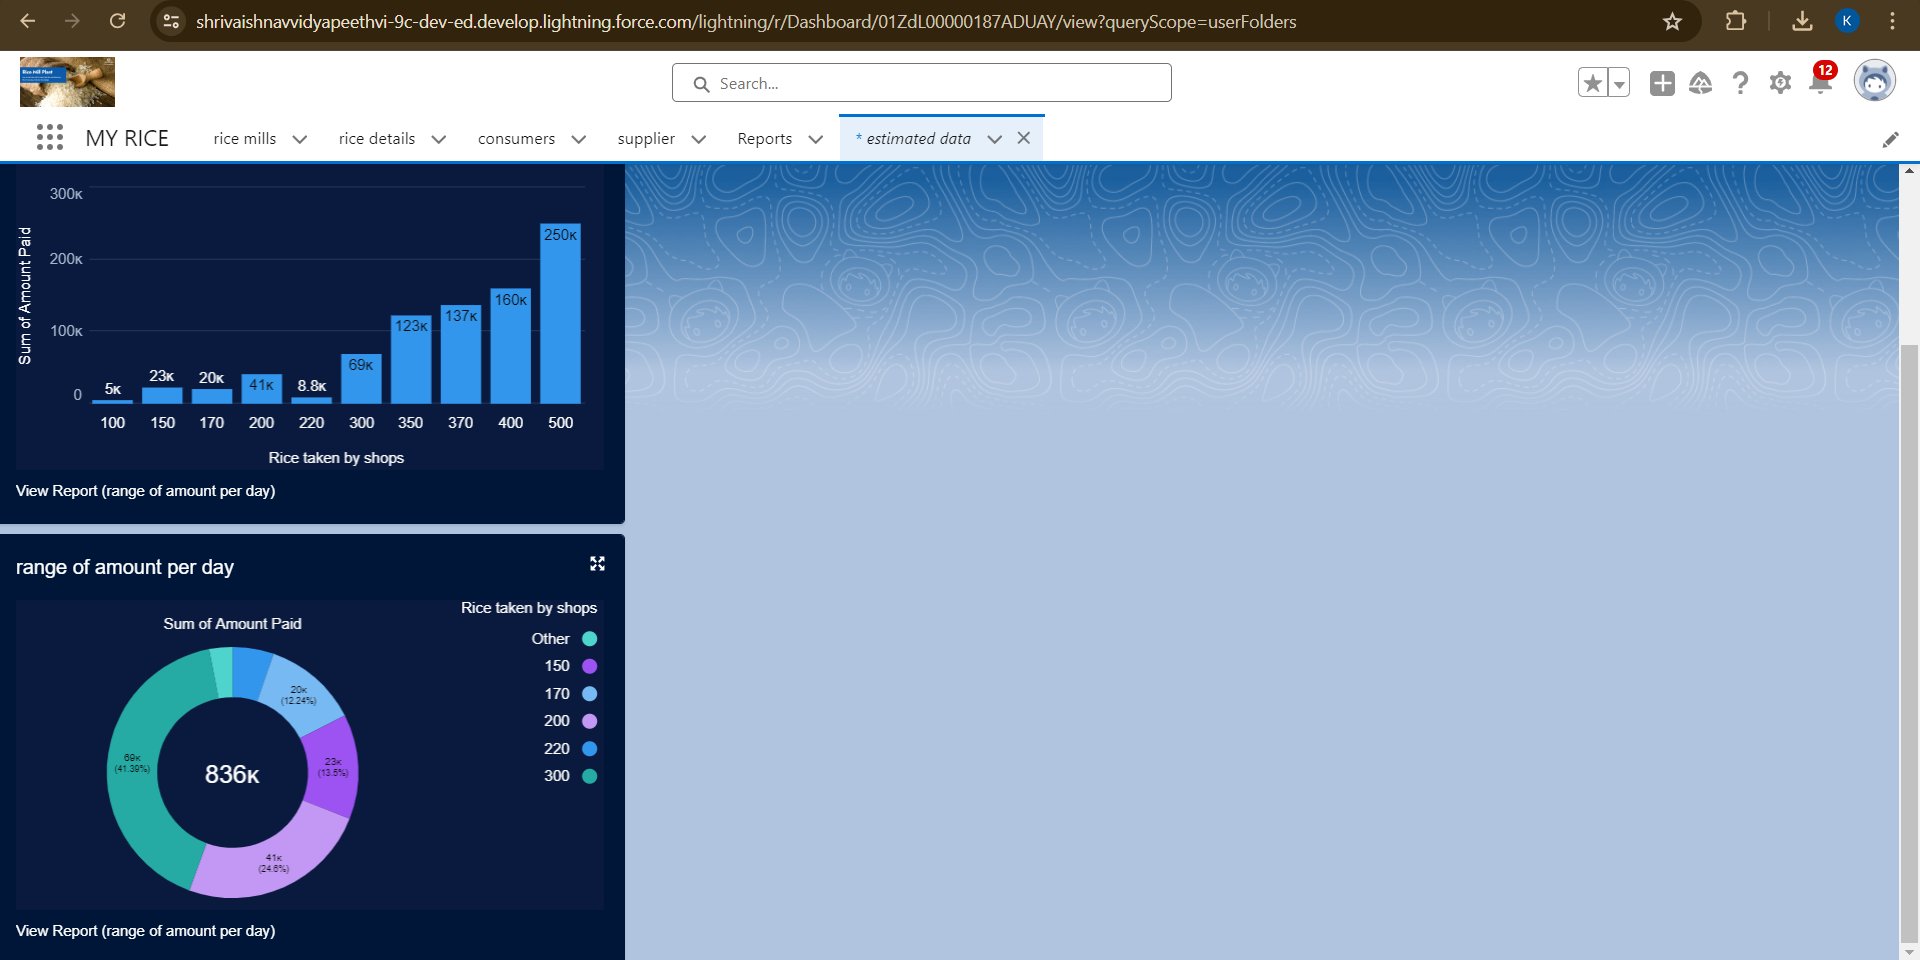 shrivaishnavvidyapeethvi-9c-dev-ed.develop.lightning.force.com/lightning/r/Dashboard/01ZdL00000187ADUAY/view?queryScope=userFolders
K
Rice Mill Plant
Search...
12
MY RICE
rice mills
rice details
consumers
supplier
Reports
* estimated data
Sum of Amount Paid
300K
200K
100K
0
5K
23K
20K
41K
8.8K
69K
123K
137K
160K
250K
100 150 170 200 220 300 350 370 400 500
Rice taken by shops
View Report (range of amount per day)
range of amount per day
Rice taken by shops
Sum of Amount Paid
Other
150
170
200
220
300
20K
(12.24%)
23K
(13.5%)
41K
(24.6%)
69K
(41.39%)
836K
View Report (range of amount per day)